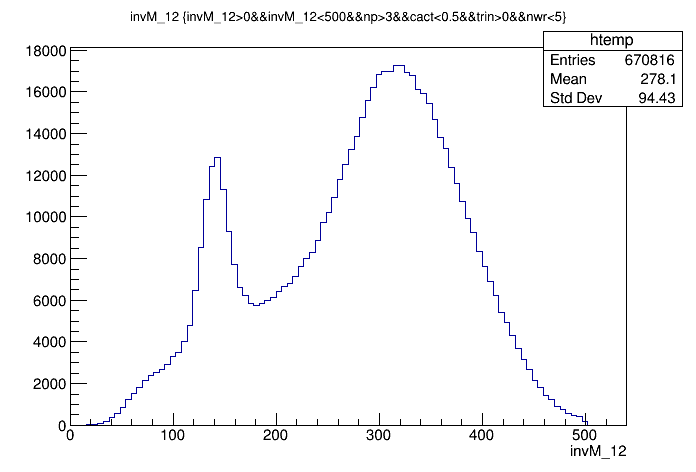 invM_12 {invM_12>0&&invM_12<500&&np>3&&cact<0.5&&trin>0&&nwr<5}
htemp
Entries 670816
Mean 278.1
Std Dev 94.43
18000
16000
14000
12000
10000
8000
6000
4000
2000
0
0 100 200 300 400 500
invM_12